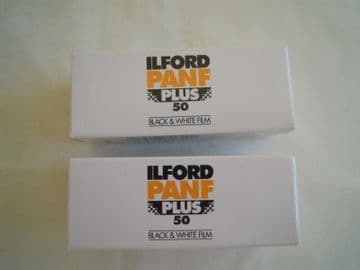 ILFORD
PANF
PLUS
50
BLACK & WHITE FILM
ILFORD
PANF
PLUS
50
BLACK & WHITE FILM